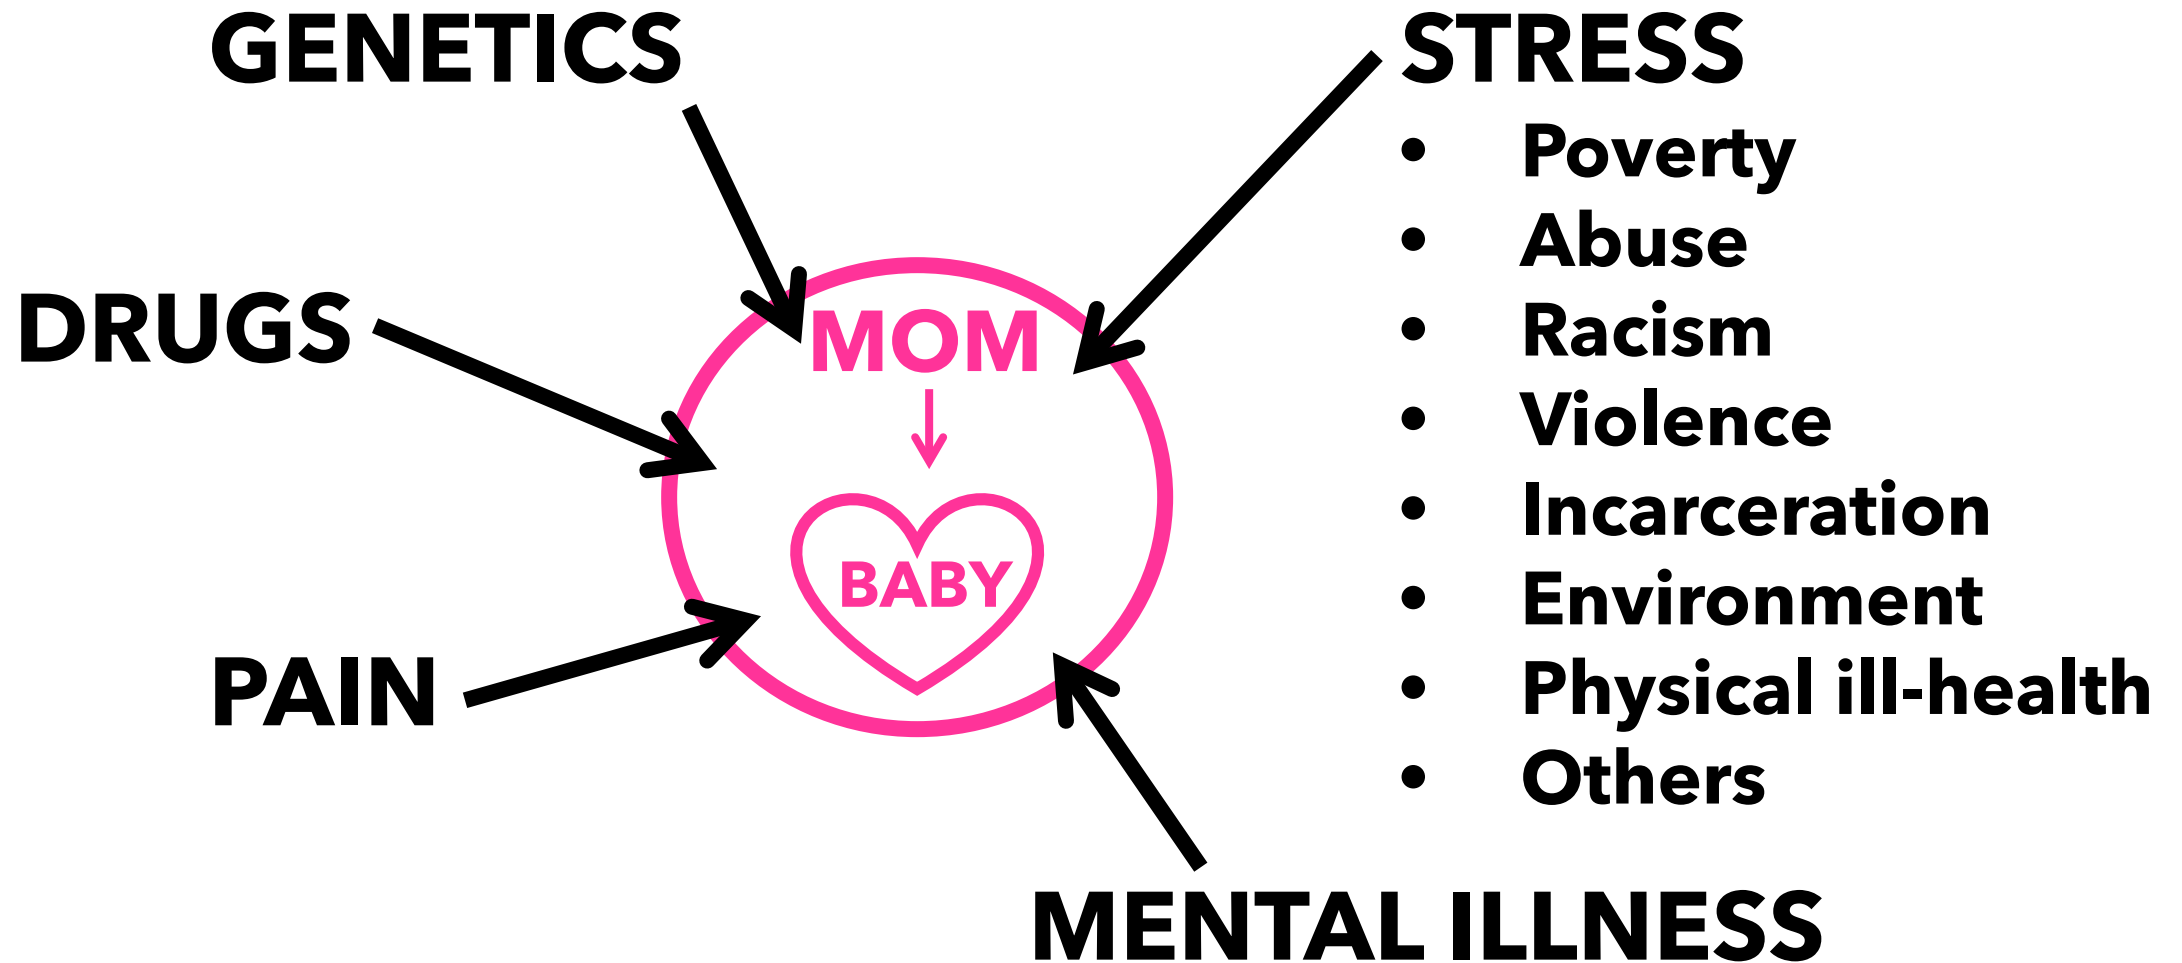 GENETICS
STRESS
• Poverty
• Abuse
• Racism
• Violence
• Incarceration
• Environment
• Physical ill-health
• Others
DRUGS
MOM
BABY
PAIN
MENTAL ILLNESS